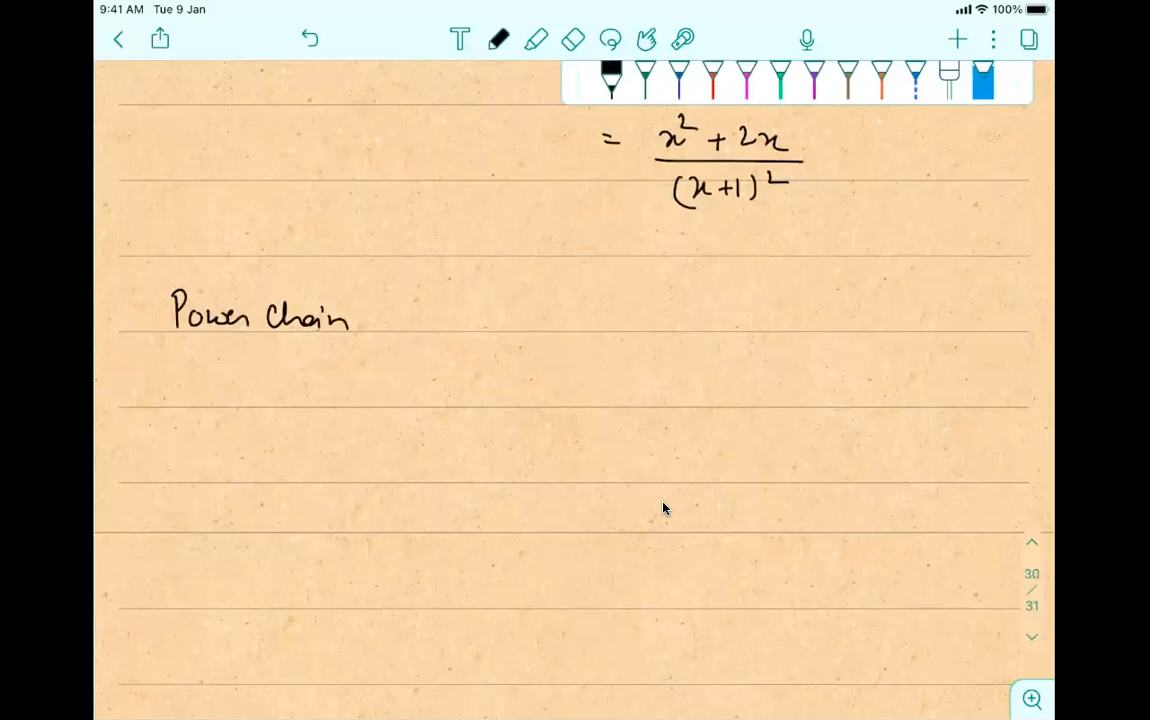 9:41 AM Tue 9 Jan 100%
= x² + 2x
(x+1)²
Power Chain
30
/
31